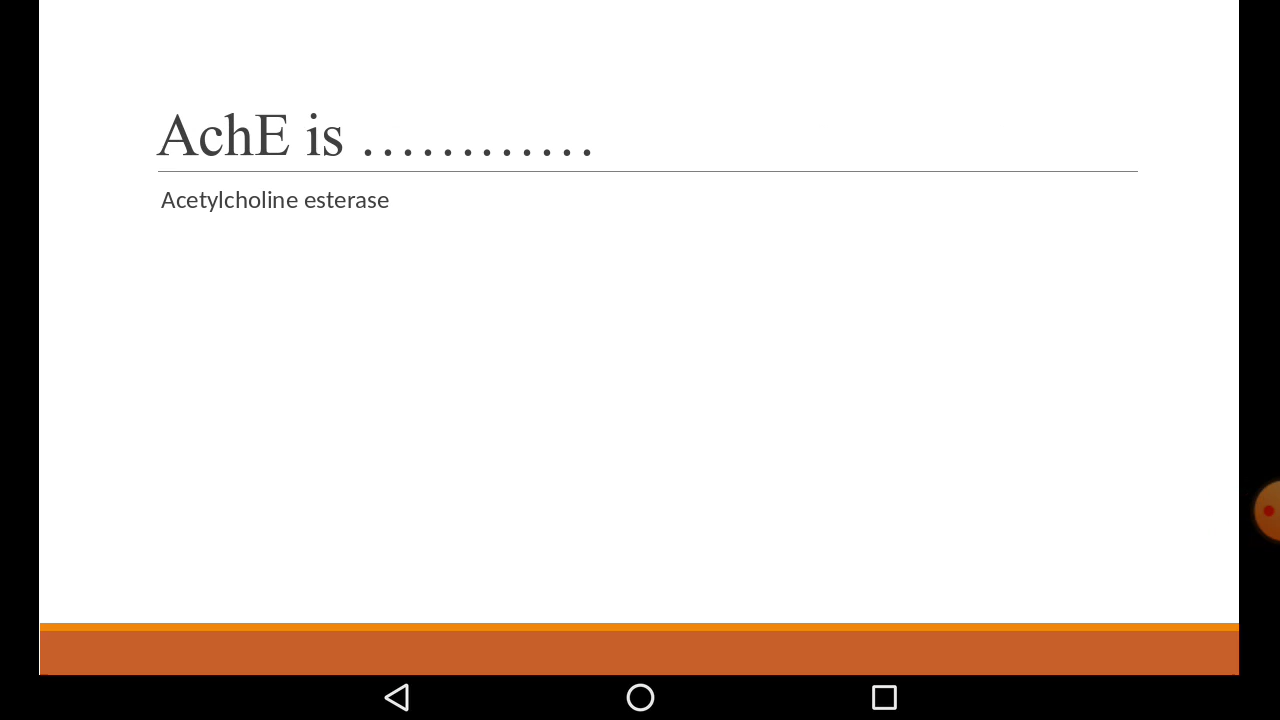 AchE is …………
Acetylcholine esterase